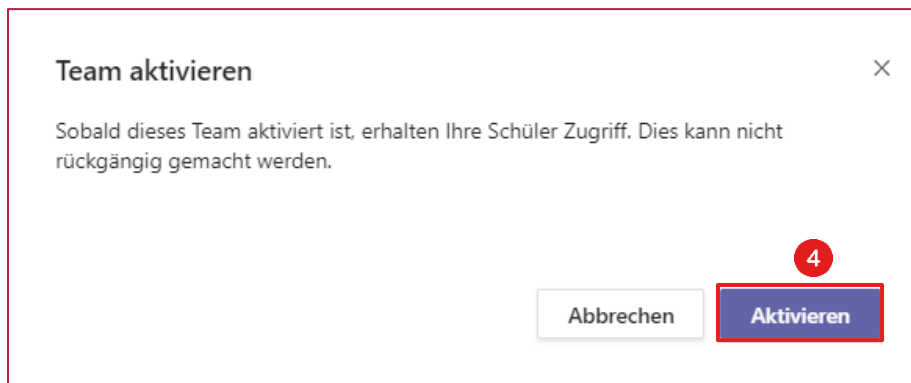 Team aktivieren
Sobald dieses Team aktiviert ist, erhalten Ihre Schüler Zugriff. Dies kann nicht
rückgängig gemacht werden.
4
Abbrechen
Aktivieren